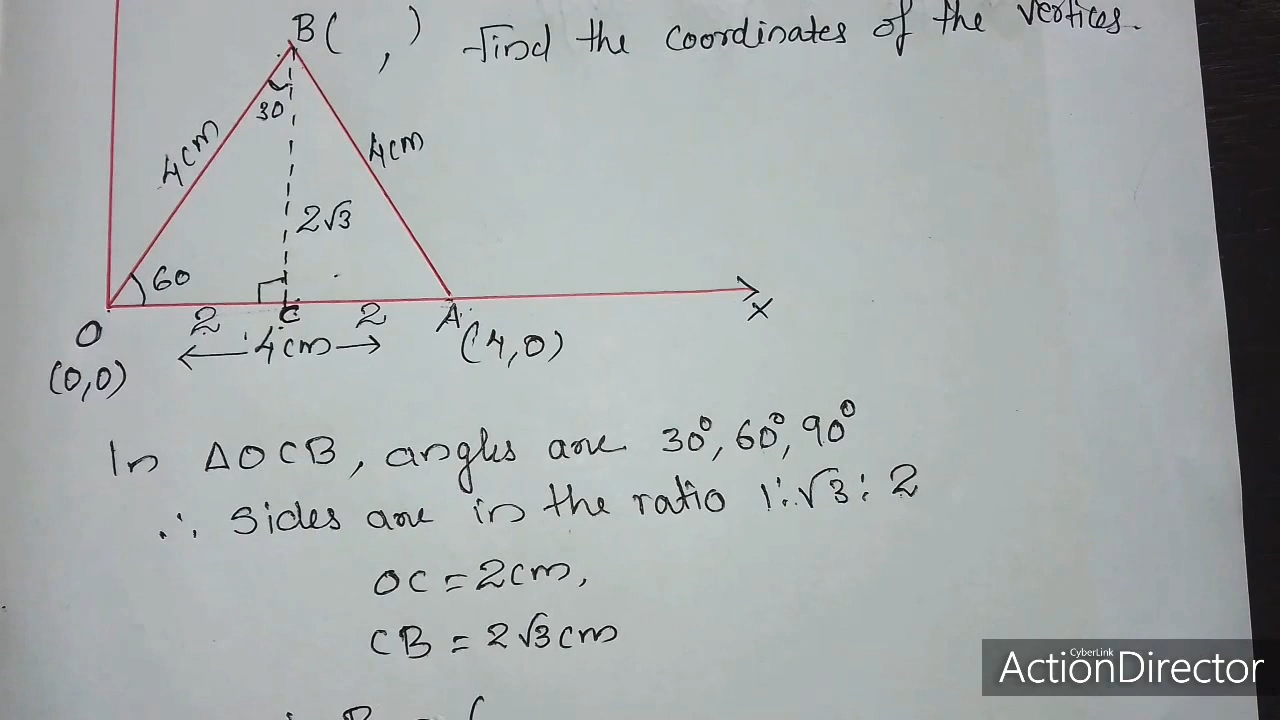 B( , ) Find the coordinates of the vertices.
30
4cm
4cm
2√3
60
2 C 2 A
O 4cm (4,0) X
(0,0)
In ΔOCB, angles are 30°, 60°, 90°
∴ sides are in the ratio 1:√3:2
OC = 2cm,
CB = 2√3cm
CyberLink
ActionDirector